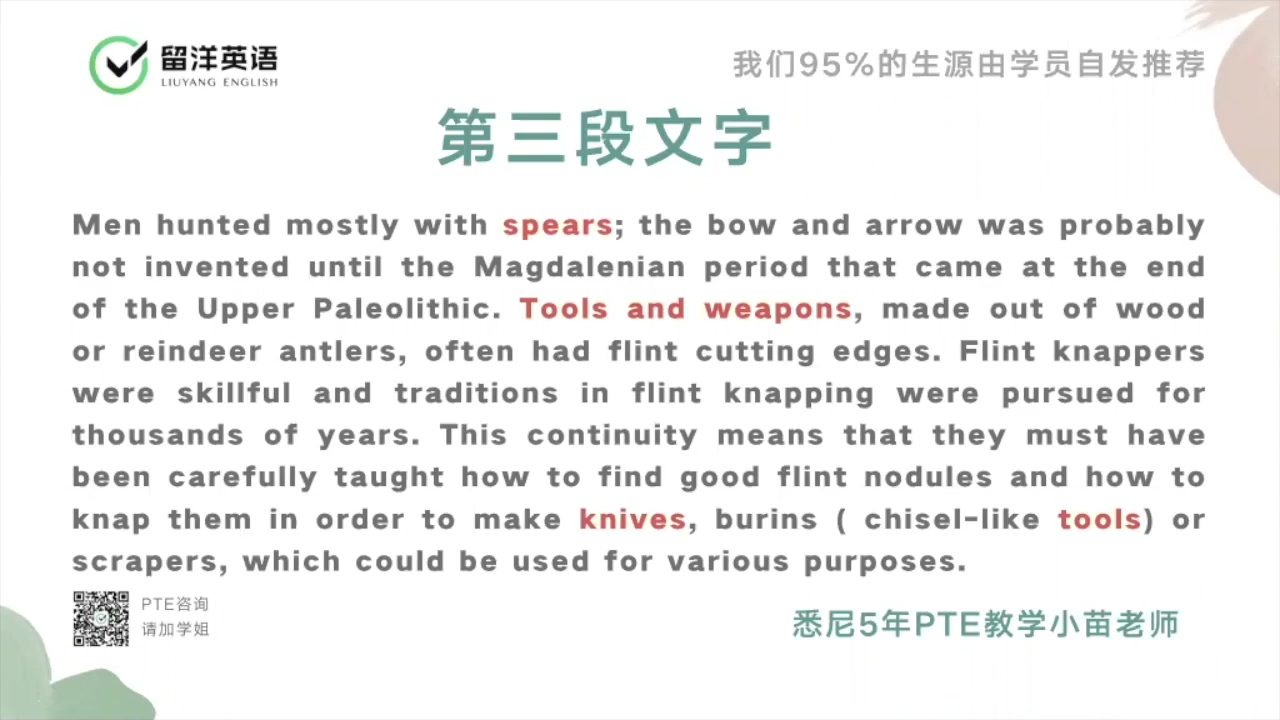 留洋英语
LIUYANG ENGLISH
我们95%的生源由学员自发推荐
第三段文字
Men hunted mostly with spears; the bow and arrow was probably
not invented until the Magdalenian period that came at the end
of the Upper Paleolithic. Tools and weapons, made out of wood
or reindeer antlers, often had flint cutting edges. Flint knappers
were skillful and traditions in flint knapping were pursued for
thousands of years. This continuity means that they must have
been carefully taught how to find good flint nodules and how to
knap them in order to make knives, burins ( chisel-like tools) or
scrapers, which could be used for various purposes.
PTE咨询
请加学姐
悉尼5年PTE教学小苗老师